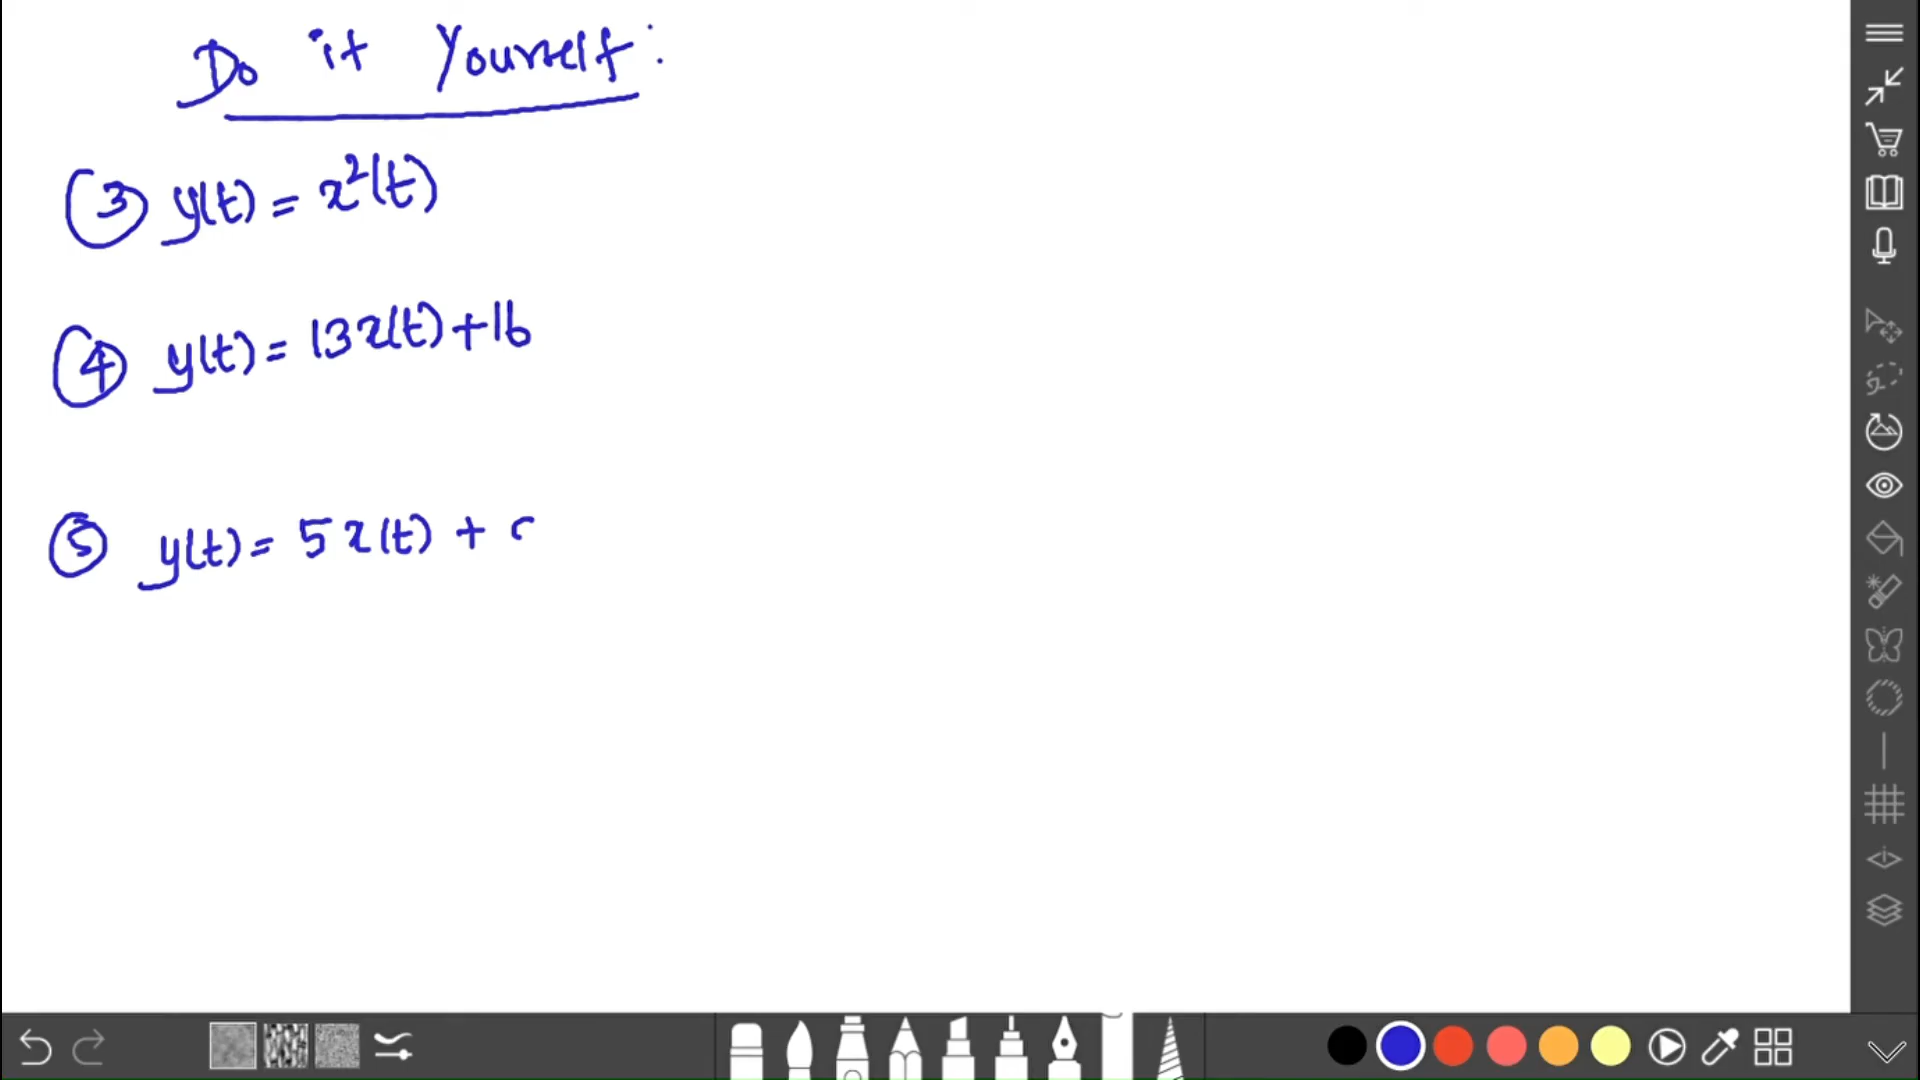 Do it Yourself:
③ y(t) = x²(t)
④ y(t) = 13x(t)+16
⑤ y(t) = 5x(t) +